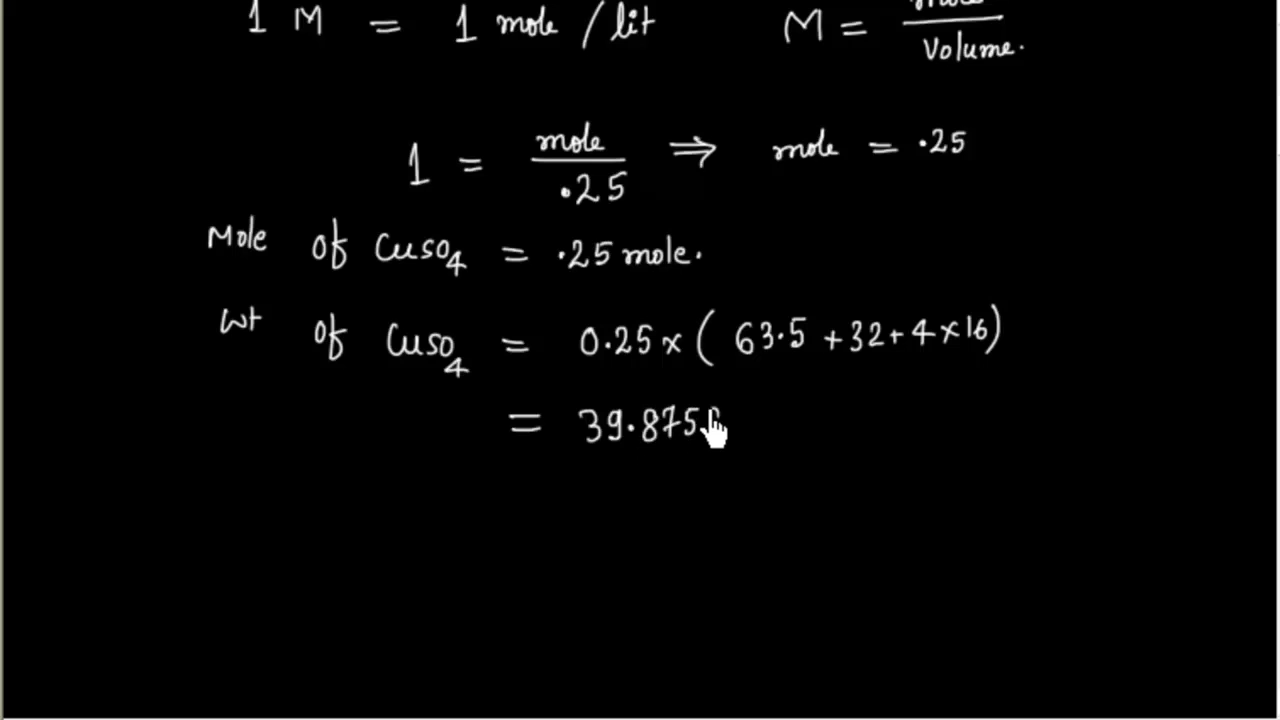 1 M = 1 mole / lit M = mole / Volume.
1 = mole / .25 ⇒ mole = .25
Mole of CuSO4 = .25 mole.
Wt of CuSO4 = 0.25 x ( 63.5 + 32 + 4 x 16)
= 39.875